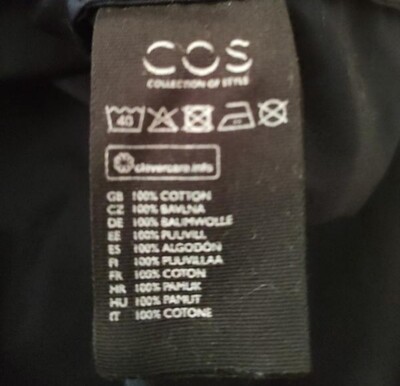 COS
COLLECTION OF STYLE
40
clevercare.info
GB 100% COTTON
CZ 100% BAVLNA
DE 100% BAUMWOLLE
EE 100% PUUVILL
ES 100% ALGODÓN
FI 100% PUUVILLAA
FR 100% COTON
HR 100% PAMUK
HU 100% PAMUT
IT 100% COTONE